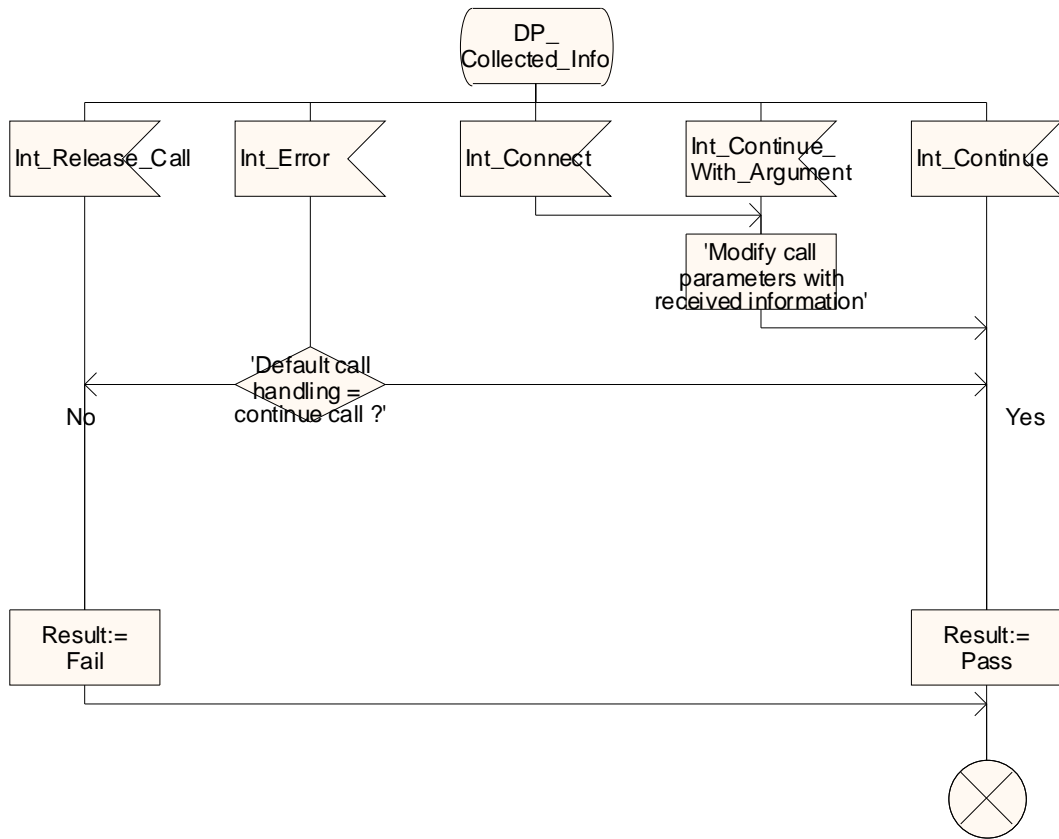 DP_
Collected_Info
Int_Release_Call
Int_Error
Int_Connect
Int_Continue_
With_Argument
Int_Continue
'Modify call
parameters with
received information'
'Default call
handling =
continue call ?'
No
Yes
Result:=
Fail
Result:=
Pass